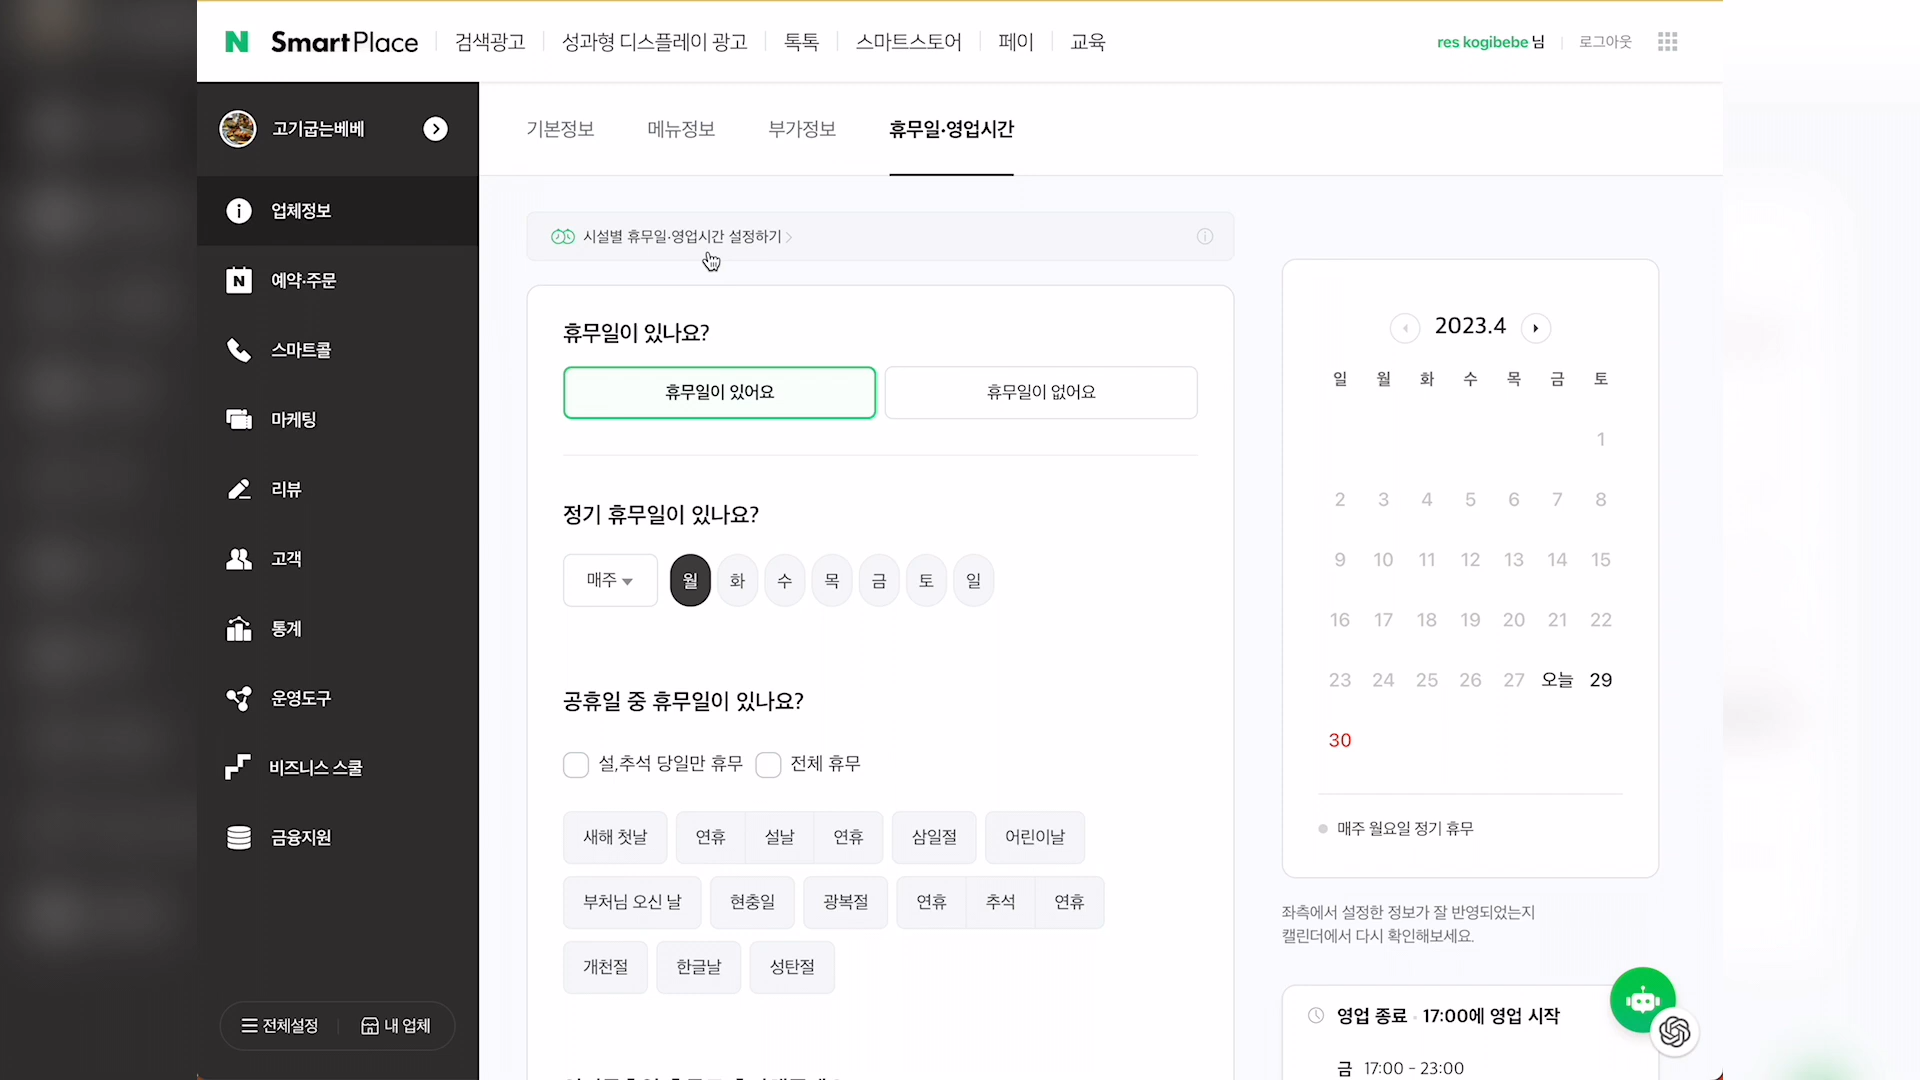 N SmartPlace 검색광고 성과형 디스플레이 광고 톡톡 스마트스토어 페이 교육 res kogibebe 님 로그아웃
고기굽는베베
업체정보
예약·주문
스마트콜
마케팅
리뷰
고객
통계
운영도구
비즈니스 스쿨
금융지원
전체설정 내 업체
기본정보 메뉴정보 부가정보 휴무일·영업시간
시설별 휴무일·영업시간 설정하기
휴무일이 있나요?
휴무일이 있어요 휴무일이 없어요
정기 휴무일이 있나요?
매주 월 화 수 목 금 토 일
공휴일 중 휴무일이 있나요?
설,추석 당일만 휴무 전체 휴무
새해 첫날 연휴 설날 연휴 삼일절 어린이날
부처님 오신 날 현충일 광복절 연휴 추석 연휴
개천절 한글날 성탄절
2023.4
일 월 화 수 목 금 토
1
2 3 4 5 6 7 8
9 10 11 12 13 14 15
16 17 18 19 20 21 22
23 24 25 26 27 오늘 29
30
매주 월요일 정기 휴무
좌측에서 설정한 정보가 잘 반영되었는지
캘린더에서 다시 확인해보세요.
영업 종료 · 17:00에 영업 시작
금 17:00 - 23:00